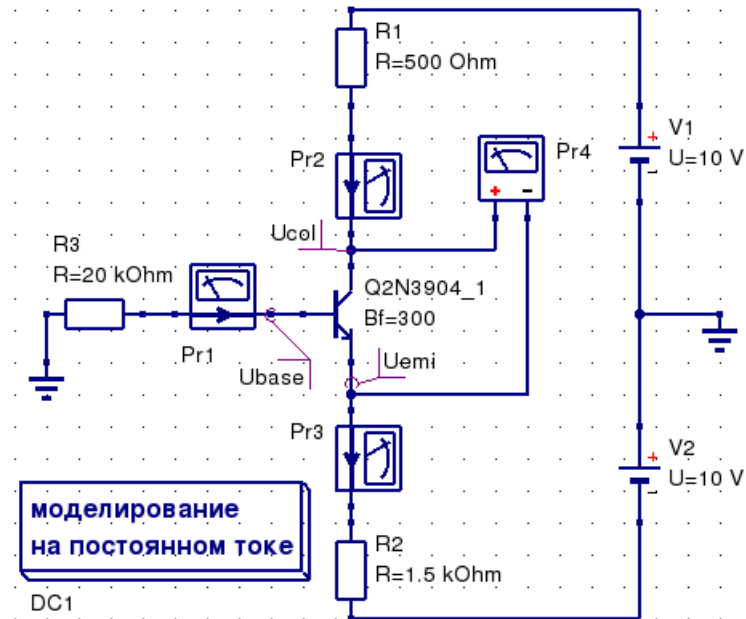 R1
R=500 Ohm
V1
U=10 V
Pr2
Pr4
+ -
Ucol
R3
R=20 kOhm
Q2N3904_1
Bf=300
Pr1
Ubase
Uemi
Pr3
V2
U=10 V
моделирование
на постоянном токе
R2
R=1.5 kOhm
DC1